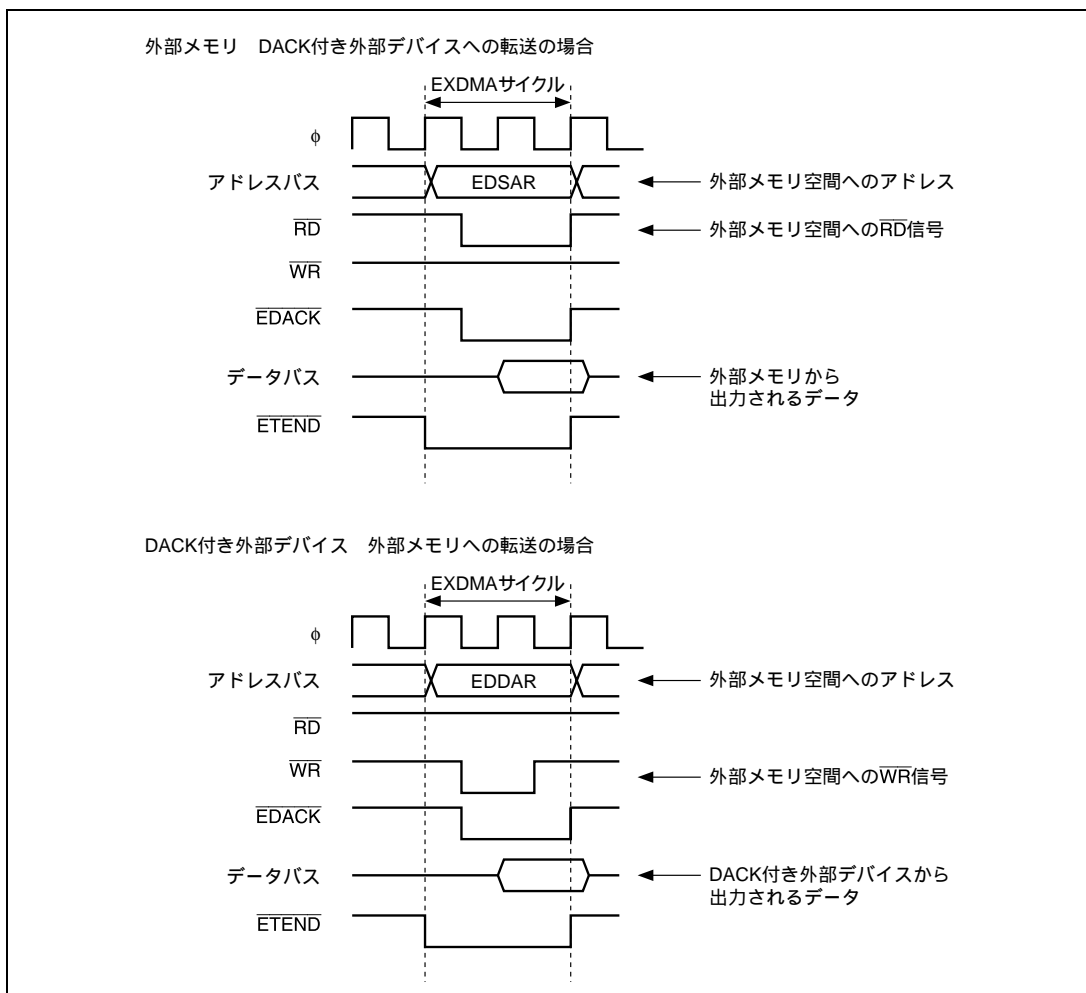 外部メモリ　DACK付き外部デバイスへの転送の場合
EXDMAサイクル
φ
アドレスバス EDSAR 外部メモリ空間へのアドレス
RD 外部メモリ空間へのRD信号
WR
EDACK
データバス 外部メモリから
出力されるデータ
ETEND
DACK付き外部デバイス　外部メモリへの転送の場合
EXDMAサイクル
φ
アドレスバス EDDAR 外部メモリ空間へのアドレス
RD
WR 外部メモリ空間へのWR信号
EDACK
データバス DACK付き外部デバイスから
出力されるデータ
ETEND